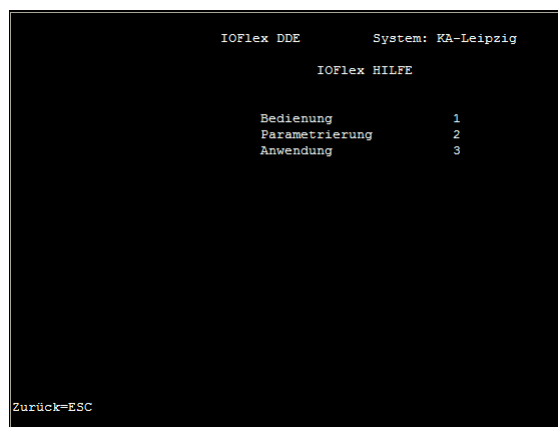 IOFlex DDE System: KA-Leipzig
IOFlex HILFE
Bedienung 1
Parametrierung 2
Anwendung 3
Zurück=ESC